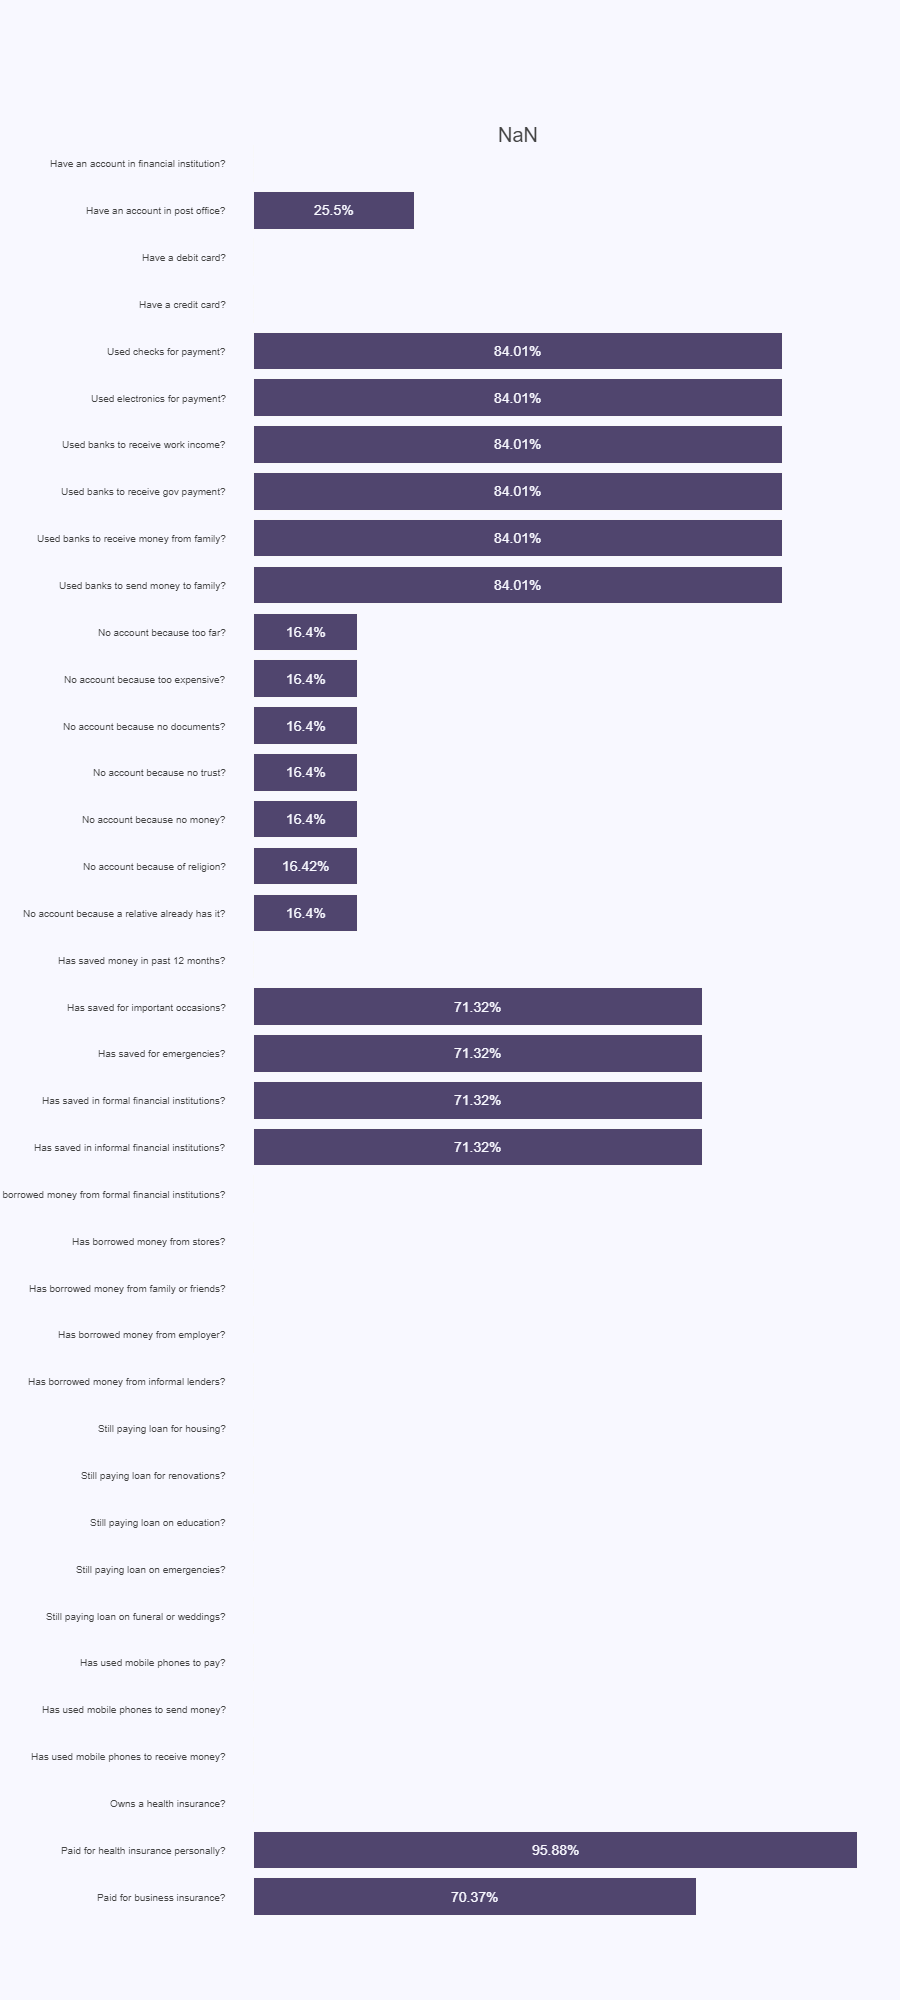 NaN
Have an account in financial institution?
Have an account in post office? 25.5%
Have a debit card?
Have a credit card?
Used checks for payment? 84.01%
Used electronics for payment? 84.01%
Used banks to receive work income? 84.01%
Used banks to receive gov payment? 84.01%
Used banks to receive money from family? 84.01%
Used banks to send money to family? 84.01%
No account because too far? 16.4%
No account because too expensive? 16.4%
No account because no documents? 16.4%
No account because no trust? 16.4%
No account because no money? 16.4%
No account because of religion? 16.42%
No account because a relative already has it? 16.4%
Has saved money in past 12 months?
Has saved for important occasions? 71.32%
Has saved for emergencies? 71.32%
Has saved in formal financial institutions? 71.32%
Has saved in informal financial institutions? 71.32%
borrowed money from formal financial institutions?
Has borrowed money from stores?
Has borrowed money from family or friends?
Has borrowed money from employer?
Has borrowed money from informal lenders?
Still paying loan for housing?
Still paying loan for renovations?
Still paying loan on education?
Still paying loan on emergencies?
Still paying loan on funeral or weddings?
Has used mobile phones to pay?
Has used mobile phones to send money?
Has used mobile phones to receive money?
Owns a health insurance?
Paid for health insurance personally? 95.88%
Paid for business insurance? 70.37%